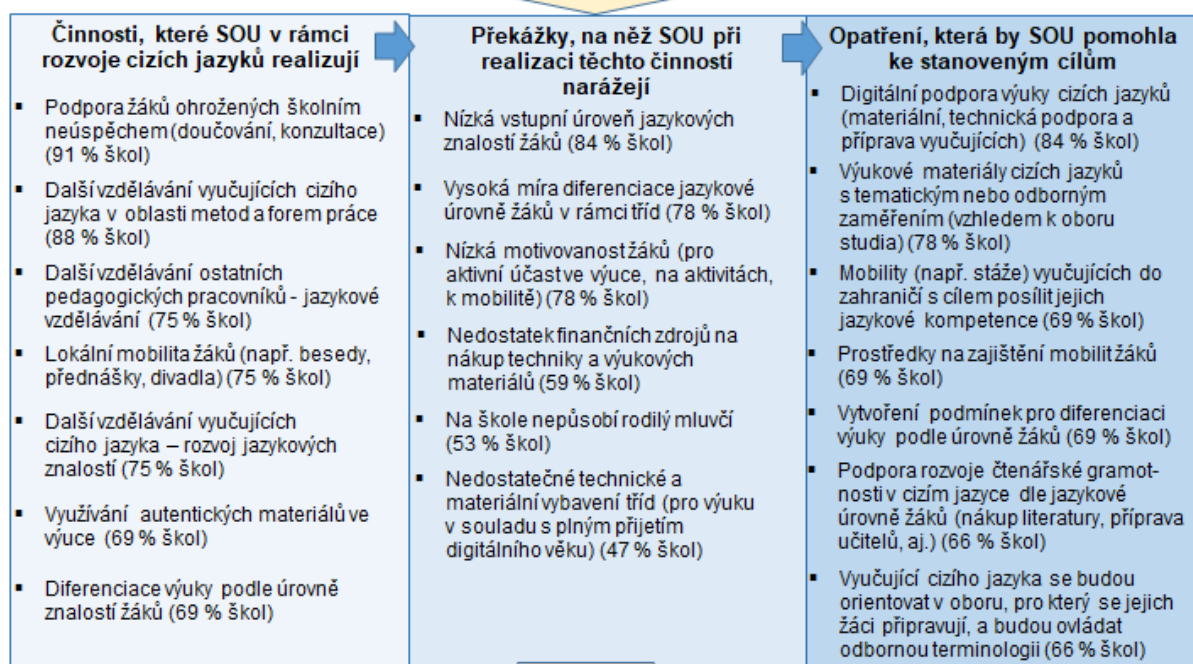 Činnosti, které SOU v rámci
rozvoje cizích jazyků realizují
▪ Podpora žáků ohrožených školním
neúspěchem (doučování, konzultace)
(91 % škol)
▪ Další vzdělávání vyučujících cizího
jazyka v oblasti metod a forem práce
(88 % škol)
▪ Další vzdělávání ostatních
pedagogických pracovníků - jazykové
vzdělávání (75 % škol)
▪ Lokální mobilita žáků (např. besedy,
přednášky, divadla) (75 % škol)
▪ Další vzdělávání vyučujících
cizího jazyka – rozvoj jazykových
znalostí (75 % škol)
▪ Využívání autentických materiálů ve
výuce (69 % škol)
▪ Diferenciace výuky podle úrovně
znalostí žáků (69 % škol)
Překážky, na něž SOU při
realizaci těchto činností
narážejí
▪ Nízká vstupní úroveň jazykových
znalostí žáků (84 % škol)
▪ Vysoká míra diferenciace jazykové
úrovně žáků v rámci tříd (78 % škol)
▪ Nízká motivovanost žáků (pro
aktivní účast ve výuce, na aktivitách,
k mobilitě) (78 % škol)
▪ Nedostatek finančních zdrojů na
nákup techniky a výukových
materiálů (59 % škol)
▪ Na škole nepůsobí rodilý mluvčí
(53 % škol)
▪ Nedostatečné technické a
materiální vybavení tříd (pro výuku
v souladu s plným přijetím
digitálního věku) (47 % škol)
Opatření, která by SOU pomohla
ke stanoveným cílům
▪ Digitální podpora výuky cizích jazyků
(materiální, technická podpora a
příprava vyučujících) (84 % škol)
▪ Výukové materiály cizích jazyků
s tematickým nebo odborným
zaměřením (vzhledem k oboru
studia) (78 % škol)
▪ Mobility (např. stáže) vyučujících do
zahraničí s cílem posílit jejich
jazykové kompetence (69 % škol)
▪ Prostředky na zajištění mobilit žáků
(69 % škol)
▪ Vytvoření podmínek pro diferenciaci
výuky podle úrovně žáků (69 % škol)
▪ Podpora rozvoje čtenářské gramot-
nosti v cizím jazyce dle jazykové
úrovně žáků (nákup literatury, příprava
učitelů, aj.) (66 % škol)
▪ Vyučující cizího jazyka se budou
orientovat v oboru, pro který se jejich
žáci připravují, a budou ovládat
odbornou terminologii (66 % škol)